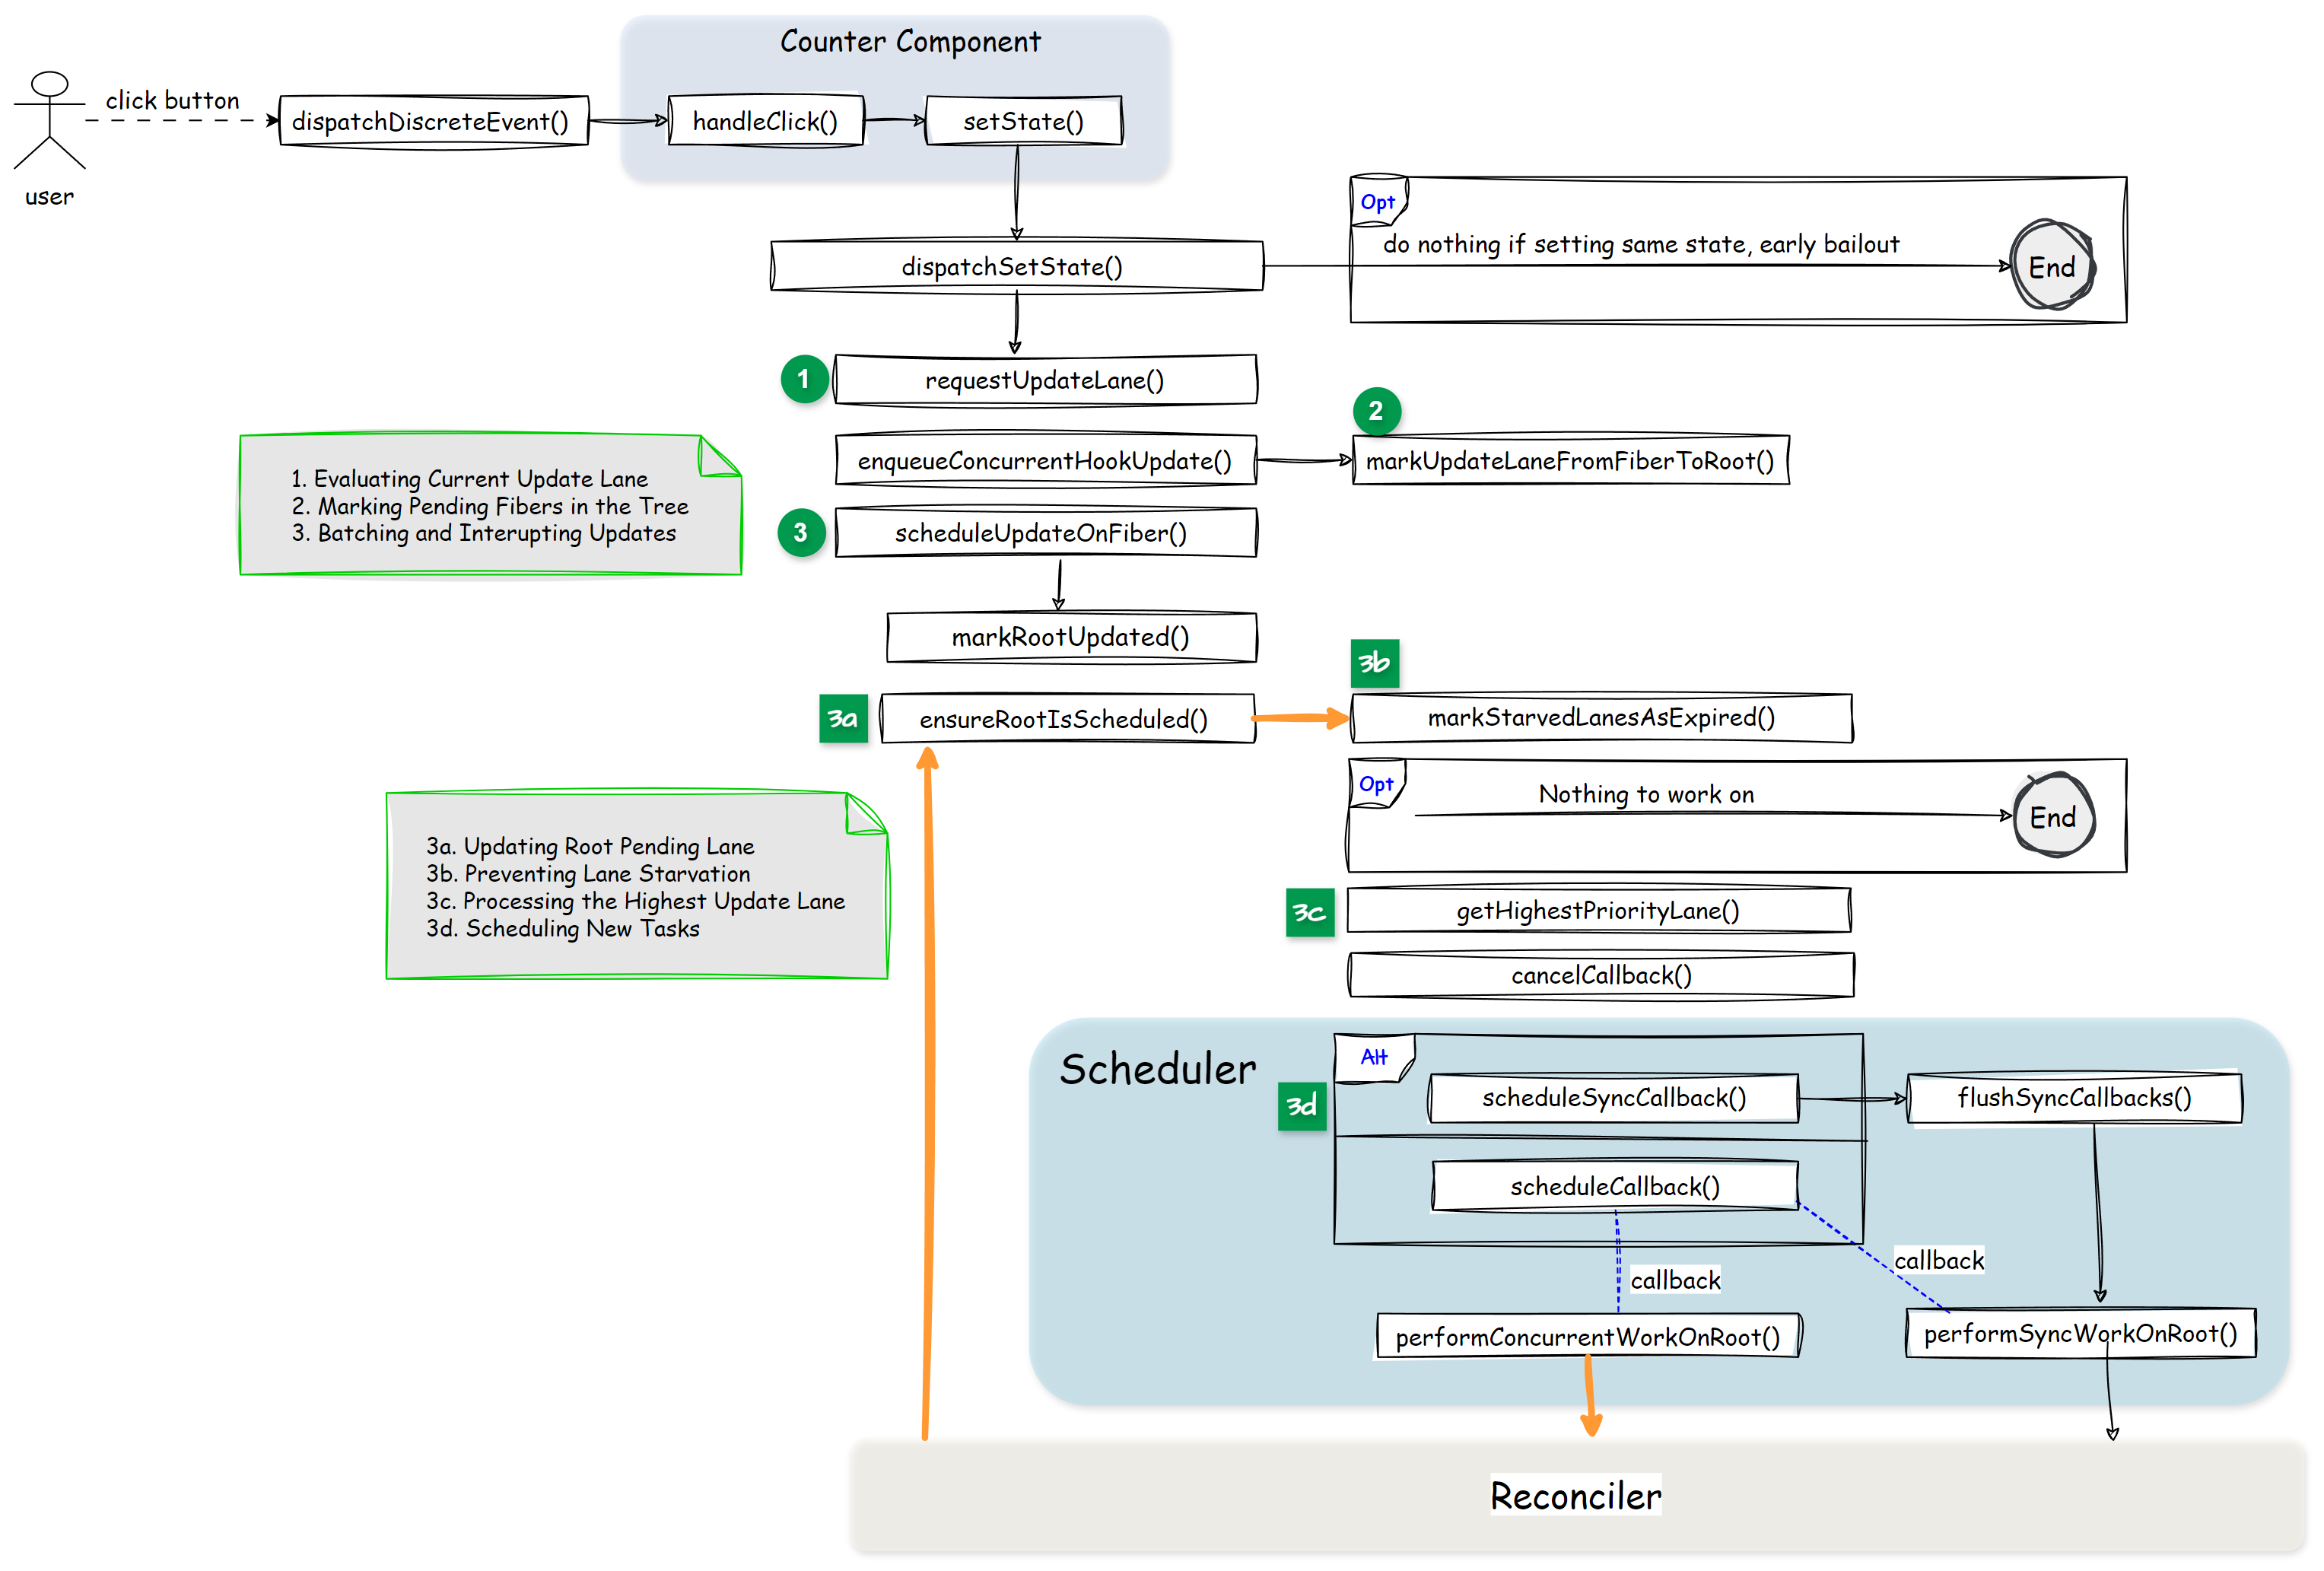 Counter Component
click button
dispatchDiscreteEvent()
handleClick()
setState()
user
Opt
do nothing if setting same state, early bailout
End
dispatchSetState()
1
requestUpdateLane()
2
enqueueConcurrentHookUpdate()
markUpdateLaneFromFiberToRoot()
1. Evaluating Current Update Lane
2. Marking Pending Fibers in the Tree
3. Batching and Interupting Updates
3
scheduleUpdateOnFiber()
markRootUpdated()
3b
3a
ensureRootIsScheduled()
markStarvedLanesAsExpired()
Opt
Nothing to work on
End
3a. Updating Root Pending Lane
3b. Preventing Lane Starvation
3c. Processing the Highest Update Lane
3d. Scheduling New Tasks
3c
getHighestPriorityLane()
cancelCallback()
Scheduler
Alt
3d
scheduleSyncCallback()
flushSyncCallbacks()
scheduleCallback()
callback
callback
performConcurrentWorkOnRoot()
performSyncWorkOnRoot()
Reconciler